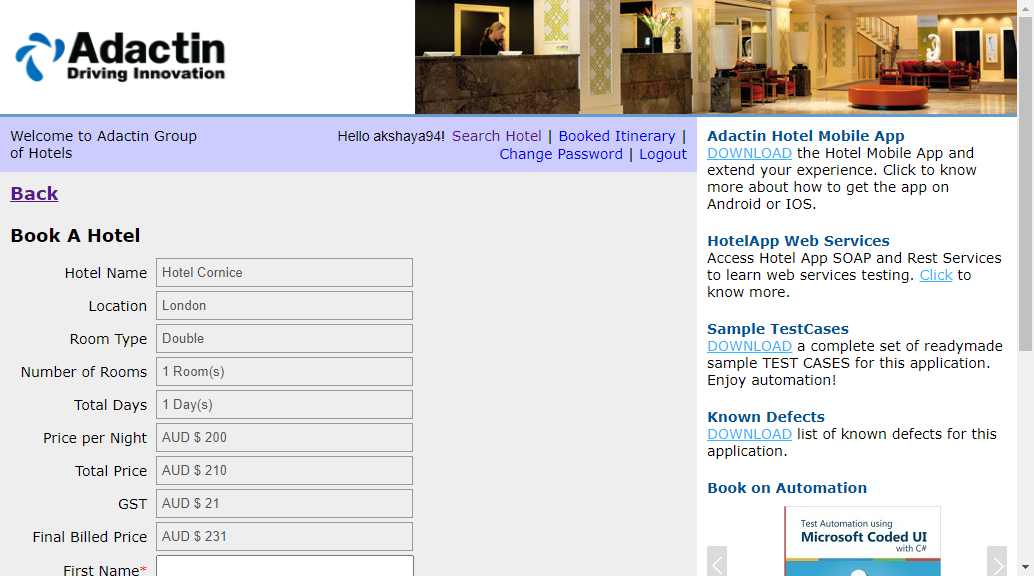 Adactin
Driving Innovation
Welcome to Adactin Group
of Hotels
Hello akshaya94! Search Hotel | Booked Itinerary |
Change Password | Logout
Back
Book A Hotel
Hotel Name Hotel Cornice
Location London
Room Type Double
Number of Rooms 1 Room(s)
Total Days 1 Day(s)
Price per Night AUD $ 200
Total Price AUD $ 210
GST AUD $ 21
Final Billed Price AUD $ 231
First Name*
Adactin Hotel Mobile App
DOWNLOAD the Hotel Mobile App and
extend your experience. Click to know
more about how to get the app on
Android or IOS.
HotelApp Web Services
Access Hotel App SOAP and Rest Services
to learn web services testing. Click to
know more.
Sample TestCases
DOWNLOAD a complete set of readymade
sample TEST CASES for this application.
Enjoy automation!
Known Defects
DOWNLOAD list of known defects for this
application.
Book on Automation
Test Automation using
Microsoft Coded UI
with C#